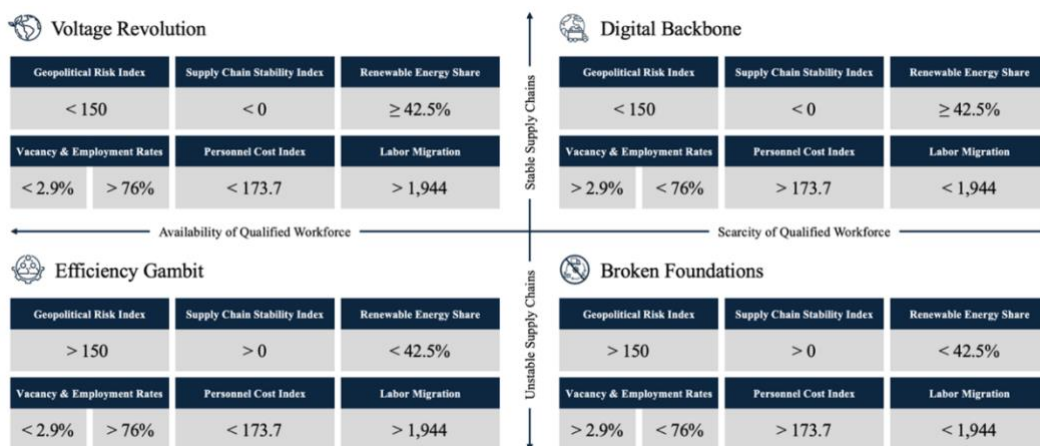 Voltage Revolution
Geopolitical Risk Index Supply Chain Stability Index Renewable Energy Share
< 150 < 0 ≥ 42.5%
Vacancy & Employment Rates Personnel Cost Index Labor Migration
< 2.9% > 76% < 173.7 > 1,944
Digital Backbone
Geopolitical Risk Index Supply Chain Stability Index Renewable Energy Share
< 150 < 0 ≥ 42.5%
Vacancy & Employment Rates Personnel Cost Index Labor Migration
> 2.9% < 76% > 173.7 < 1,944
Stable Supply Chains
Availability of Qualified Workforce
Scarcity of Qualified Workforce
Unstable Supply Chains
Efficiency Gambit
Geopolitical Risk Index Supply Chain Stability Index Renewable Energy Share
> 150 > 0 < 42.5%
Vacancy & Employment Rates Personnel Cost Index Labor Migration
< 2.9% > 76% < 173.7 > 1,944
Broken Foundations
Geopolitical Risk Index Supply Chain Stability Index Renewable Energy Share
> 150 > 0 < 42.5%
Vacancy & Employment Rates Personnel Cost Index Labor Migration
> 2.9% < 76% > 173.7 < 1,944